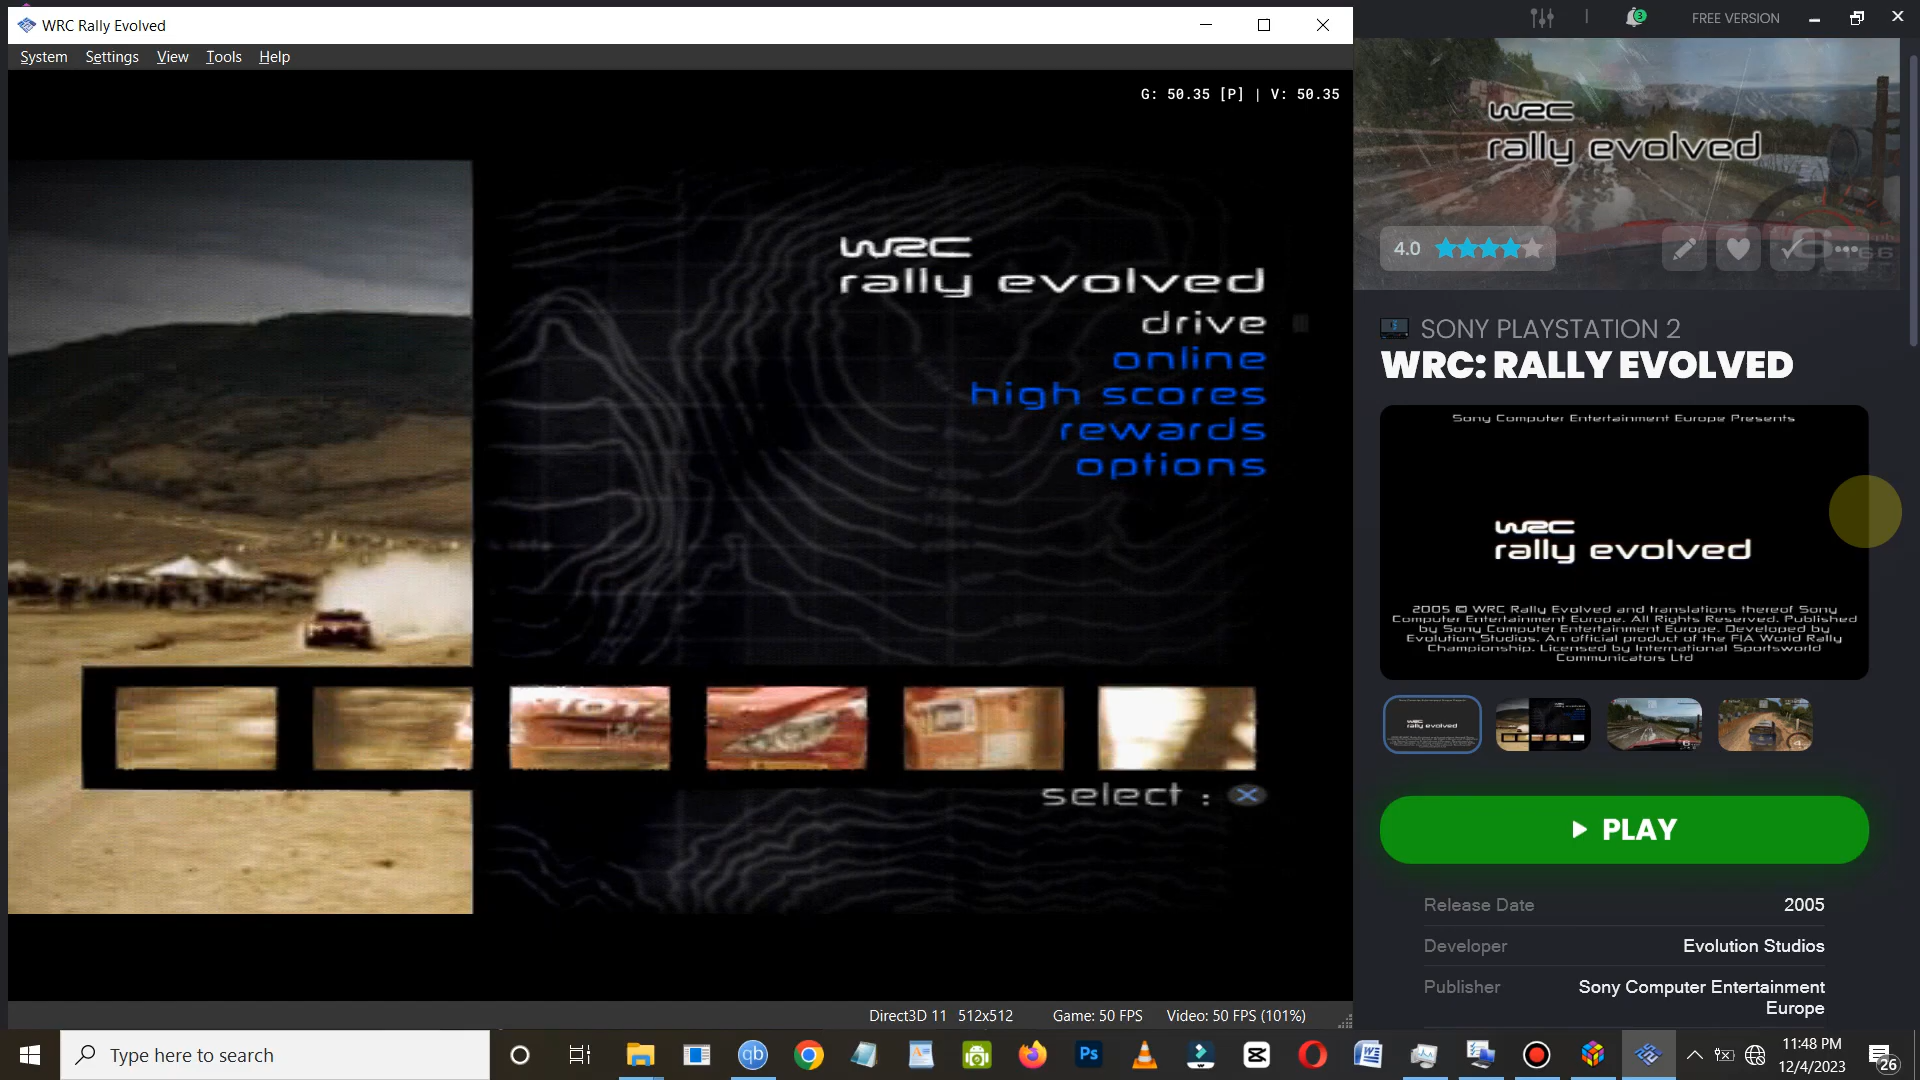 WRC Rally Evolved
System Settings View Tools Help
G: 50.35 [P] | V: 50.35
wrc
rally evolved
drive
online
high scores
rewards
options
TOT
select :
Direct3D 11 512x512 Game: 50 FPS Video: 50 FPS (101%)
3
FREE VERSION
wrc
rally evolved
4.0
SONY PLAYSTATION 2
WRC: RALLY EVOLVED
Sony Computer Entertainment Europe Presents
wrc
rally evolved
2005 © WRC Rally Evolved and translations thereof Sony
Computer Entertainment Europe. All Rights Reserved. Published
by Sony Computer Entertainment Europe. Developed by
Evolution Studios. An official product of the FIA World Rally
Championship. Licensed by International Sportsworld
Communicators Ltd
PLAY
Release Date 2005
Developer Evolution Studios
Publisher Sony Computer Entertainment
Europe
Type here to search
qb
Ps
11:48 PM
12/4/2023
26